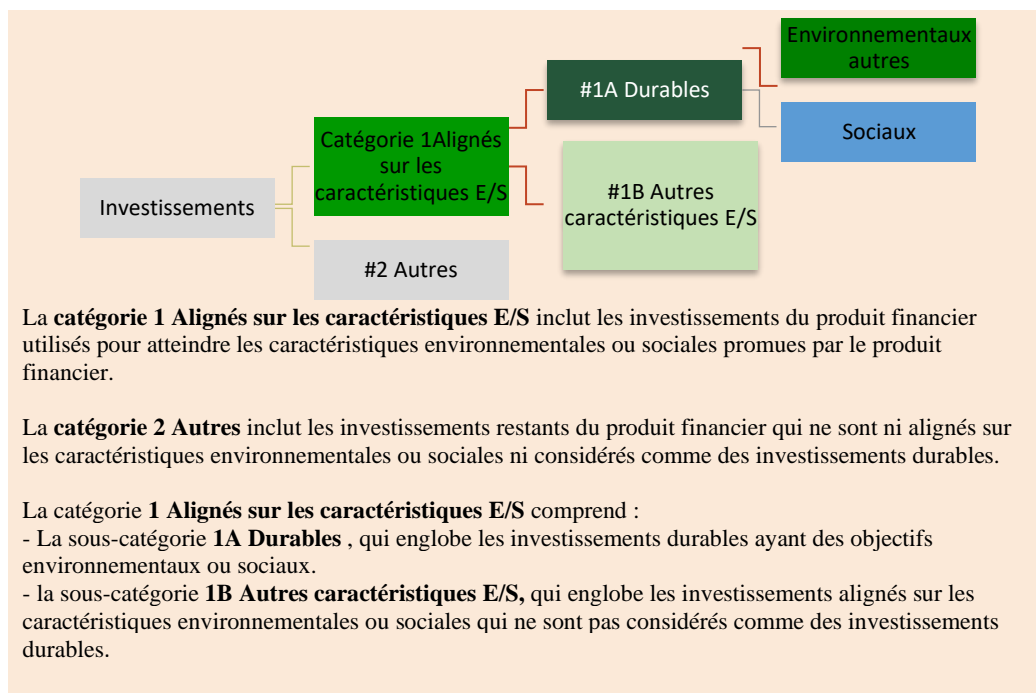 Environnementaux
autres
#1A Durables
Sociaux
Catégorie 1Alignés
sur les
caractéristiques E/S
#1B Autres
caractéristiques E/S
Investissements
#2 Autres
La catégorie 1 Alignés sur les caractéristiques E/S inclut les investissements du produit financier
utilisés pour atteindre les caractéristiques environnementales ou sociales promues par le produit
financier.
La catégorie 2 Autres inclut les investissements restants du produit financier qui ne sont ni alignés sur
les caractéristiques environnementales ou sociales ni considérés comme des investissements durables.
La catégorie 1 Alignés sur les caractéristiques E/S comprend :
- La sous-catégorie 1A Durables , qui englobe les investissements durables ayant des objectifs
environnementaux ou sociaux.
- la sous-catégorie 1B Autres caractéristiques E/S, qui englobe les investissements alignés sur les
caractéristiques environnementales ou sociales qui ne sont pas considérés comme des investissements
durables.